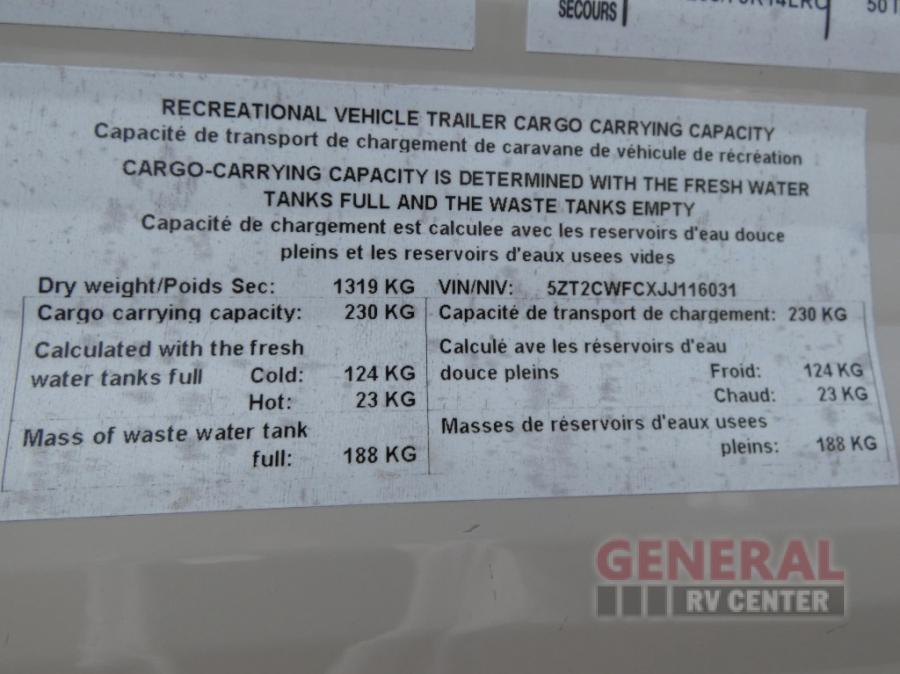 SECOURS
50
RECREATIONAL VEHICLE TRAILER CARGO CARRYING CAPACITY
Capacité de transport de chargement de caravane de véhicule de récréation
CARGO-CARRYING CAPACITY IS DETERMINED WITH THE FRESH WATER
TANKS FULL AND THE WASTE TANKS EMPTY
Capacité de chargement est calculee avec les reservoirs d'eau douce
pleins et les reservoirs d'eaux usees vides
Dry weight/Poids Sec: 1319 KG VIN/NIV: 5ZT2CWFCXJJ116031
Cargo carrying capacity: 230 KG Capacité de transport de chargement: 230 KG
Calculated with the fresh Calculé ave les réservoirs d'eau
water tanks full Cold: 124 KG douce pleins Froid: 124 KG
Hot: 23 KG Chaud: 23 KG
Mass of waste water tank Masses de réservoirs d'eaux usees
full: 188 KG pleins: 188 KG
GENERAL
RV CENTER